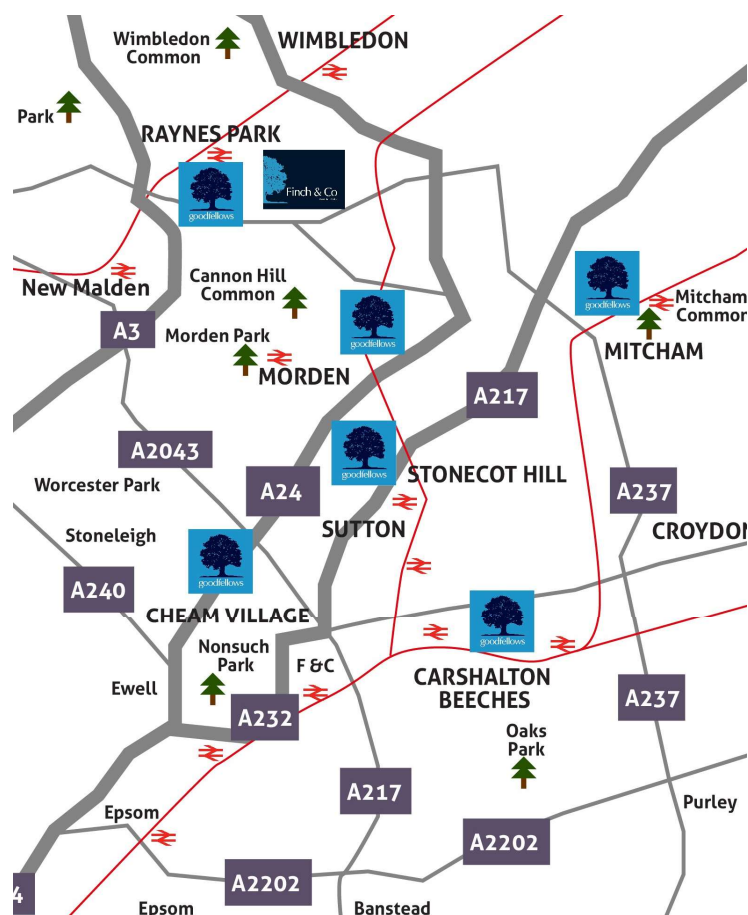 Wimbledon
Common
WIMBLEDON
Park
RAYNES PARK
goodfellows
Finch & Co
New Malden
Cannon Hill
Common
goodfellows
Mitcham
Common
A3
Morden Park
MORDEN
goodfellows
MITCHAM
A217
A2043
Worcester Park
A24
goodfellows
STONECOT HILL
A237
SUTTON
CROYDON
Stoneleigh
A240
goodfellows
CHEAM VILLAGE
goodfellows
Nonsuch
Park
F & C
CARSHALTON
BEECHES
Ewell
A232
A237
Oaks
Park
A217
Purley
Epsom
A2202
A2202
4
Epsom
Banstead